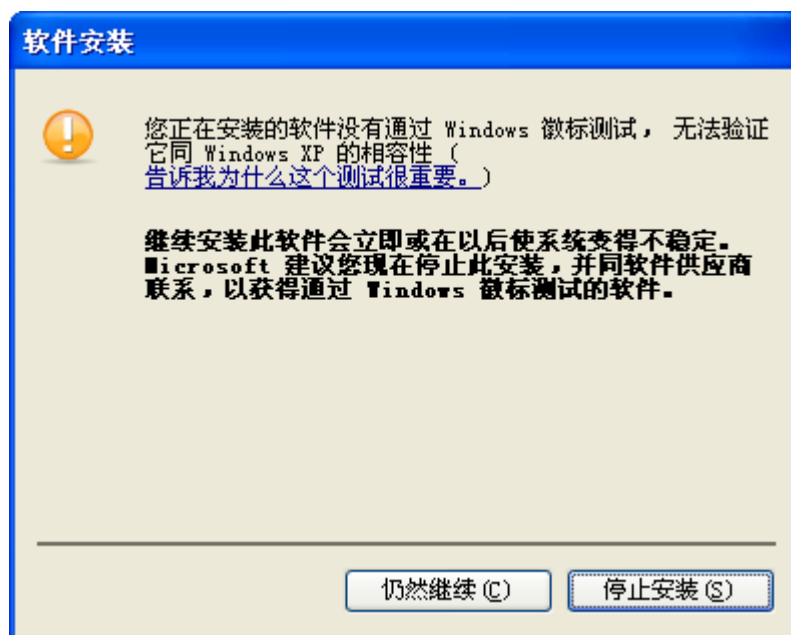 软件安装
您正在安装的软件没有通过 Windows 徽标测试， 无法验证
它同 Windows XP 的相容性 (
告诉我为什么这个测试很重要。)
继续安装此软件会立即或在以后使系统变得不稳定。
Microsoft 建议您现在停止此安装，并同软件供应商
联系，以获得通过 Windows 徽标测试的软件。
仍然继续(C)
停止安装(S)